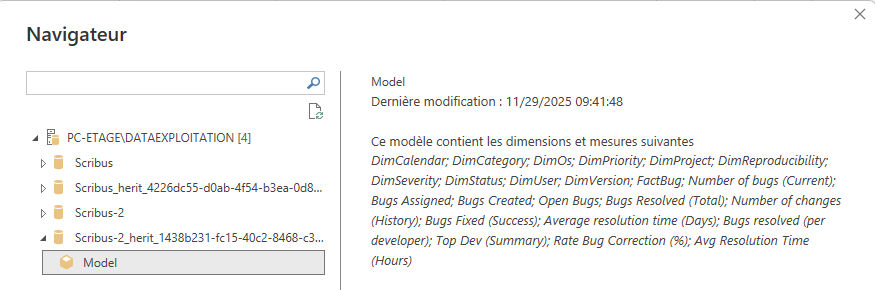 Navigateur
PC-ETAGE\DATAEXPLOITATION [4]
Scribus
Scribus_herit_4226dc55-d0ab-4f54-b3ea-0d8...
Scribus-2
Scribus-2_herit_1438b231-fc15-40c2-8468-c3...
Model
Model
Dernière modification : 11/29/2025 09:41:48
Ce modèle contient les dimensions et mesures suivantes
DimCalendar; DimCategory; DimOs; DimPriority; DimProject; DimReproducibility;
DimSeverity; DimStatus; DimUser; DimVersion; FactBug; Number of bugs (Current);
Bugs Assigned; Bugs Created; Open Bugs; Bugs Resolved (Total); Number of changes
(History); Bugs Fixed (Success); Average resolution time (Days); Bugs resolved (per
developer); Top Dev (Summary); Rate Bug Correction (%); Avg Resolution Time
(Hours)